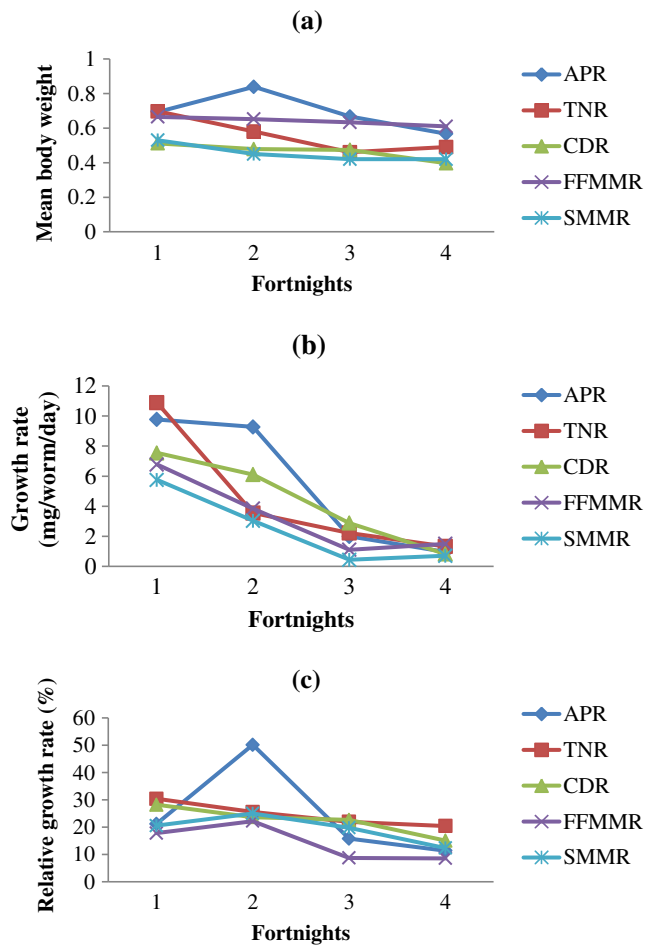 (a)
Mean body weight
1
0.8
0.6
0.4
0.2
0
1 2 3 4
Fortnights
APR
TNR
CDR
FFMMR
SMMR
(b)
Growth rate
(mg/worm/day)
12
10
8
6
4
2
0
1 2 3 4
Fortnights
APR
TNR
CDR
FFMMR
SMMR
(c)
Relative growth rate (%)
60
50
40
30
20
10
0
1 2 3 4
Fortnights
APR
TNR
CDR
FFMMR
SMMR